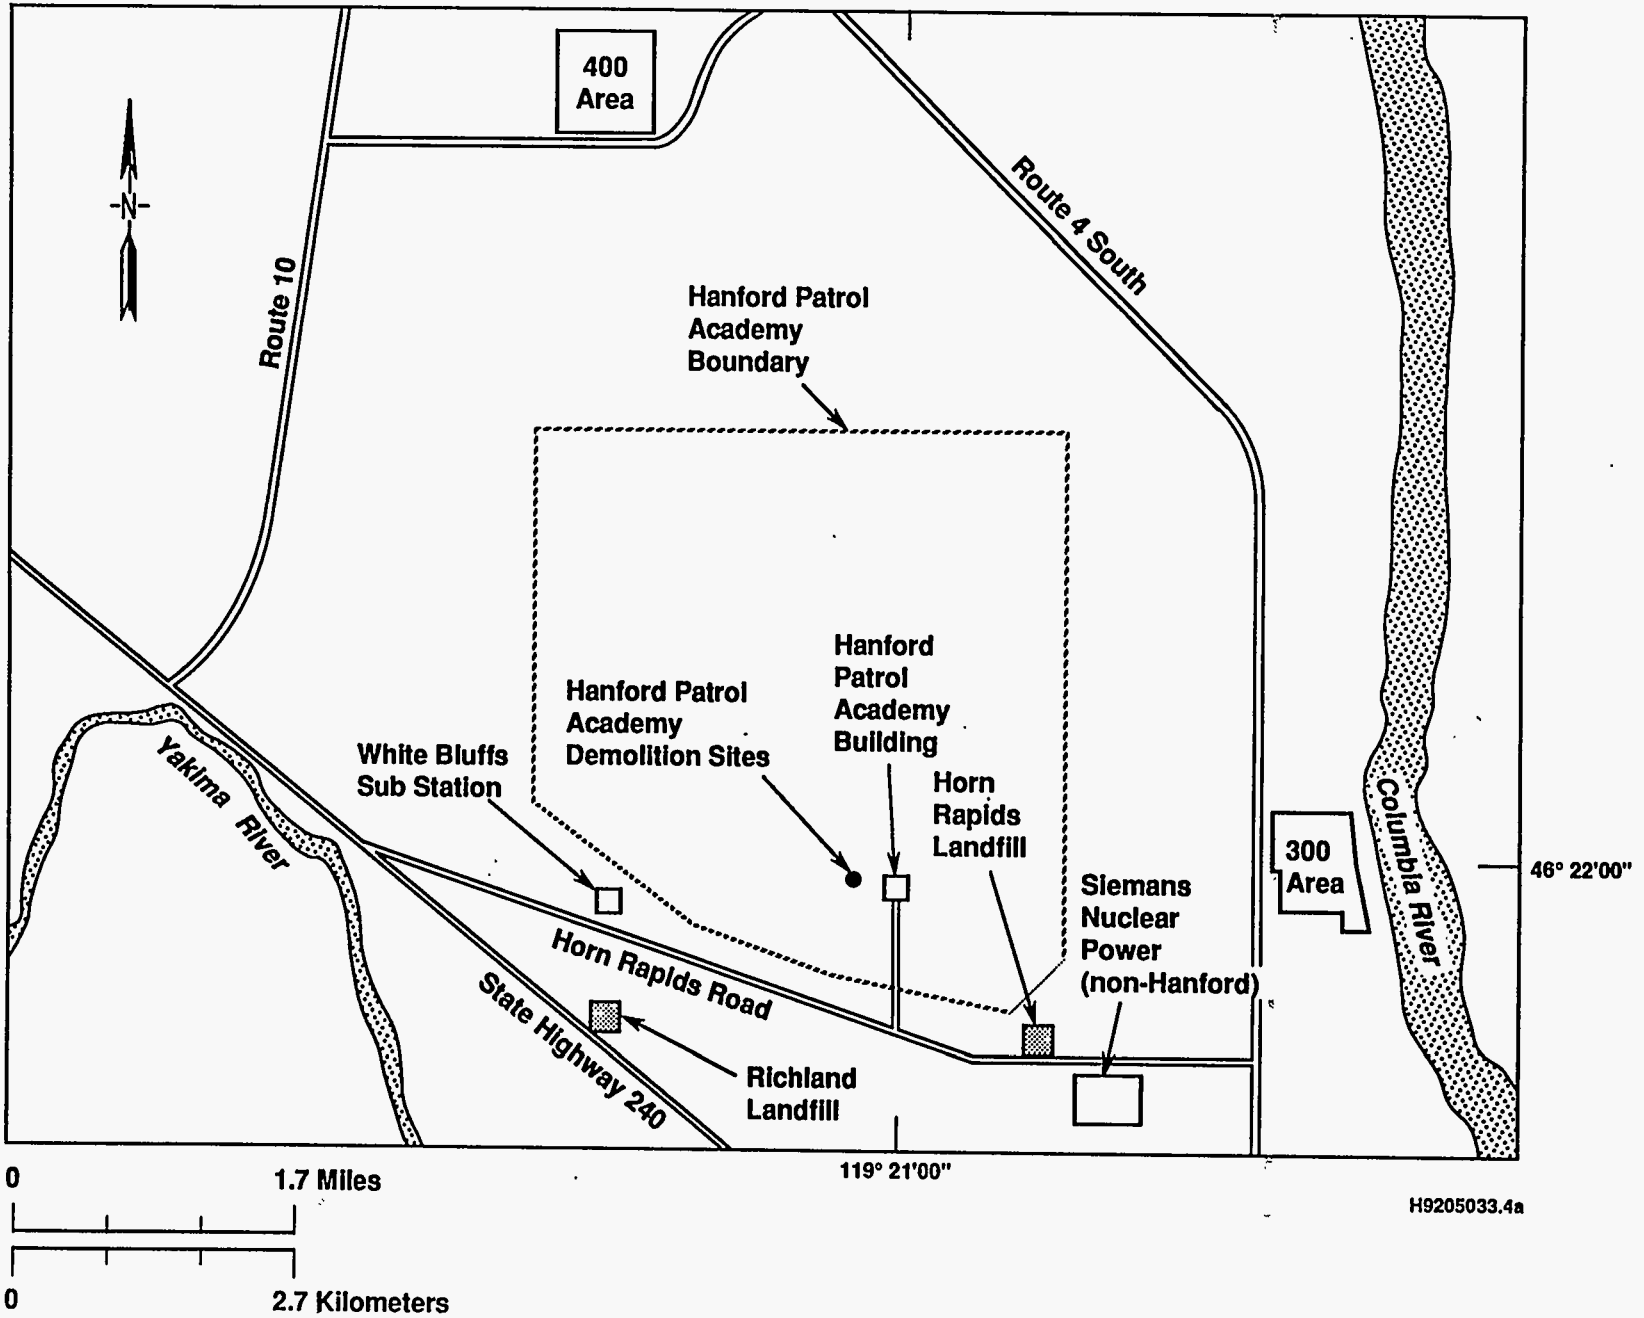 400
Area
N
Route 10
Route 4 South
Hanford Patrol
Academy
Boundary
Hanford
Patrol
Academy
Building
Hanford Patrol
Academy
Demolition Sites
White Bluffs
Sub Station
Yakima River
Horn
Rapids
Landfill
300
Area
Columbia River
46° 22'00"
Siemans
Nuclear
Power
(non-Hanford)
Horn Rapids Road
State Highway 240
Richland
Landfill
119° 21'00"
0
1.7 Miles
H9205033.4a
0
2.7 Kilometers